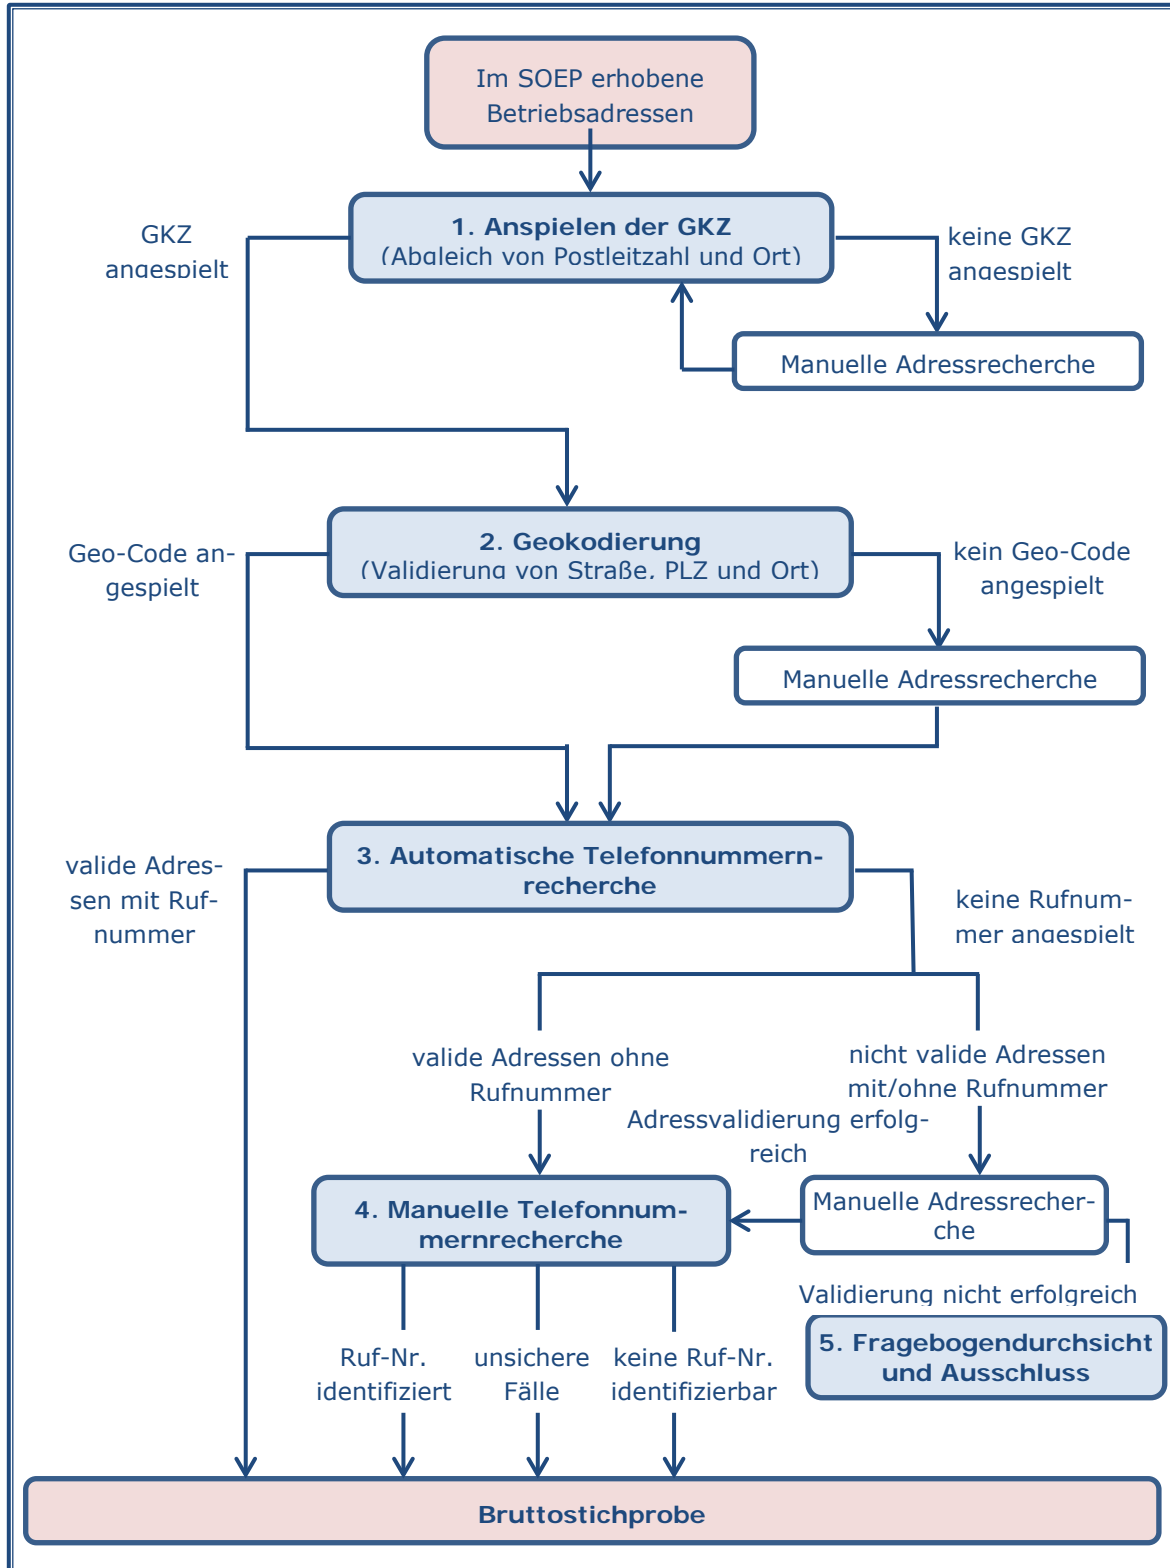 Im SOEP erhobene
Betriebsadressen
1. Anspielen der GKZ
(Abgleich von Postleitzahl und Ort)
GKZ
angespielt
keine GKZ
angespielt
Manuelle Adressrecherche
2. Geokodierung
(Validierung von Straße, PLZ und Ort)
Geo-Code an-
gespielt
kein Geo-Code
angespielt
Manuelle Adressrecherche
3. Automatische Telefonnummern-
recherche
valide Adres-
sen mit Ruf-
nummer
keine Rufnum-
mer angespielt
valide Adressen ohne
Rufnummer
nicht valide Adressen
mit/ohne Rufnummer
Adressvalidierung erfolg-
reich
4. Manuelle Telefonnum-
mernrecherche
Manuelle Adressrecher-
che
Validierung nicht erfolgreich
5. Fragebogendurchsicht
und Ausschluss
Ruf-Nr.
identifiziert
unsichere
Fälle
keine Ruf-Nr.
identifizierbar
Bruttostichprobe